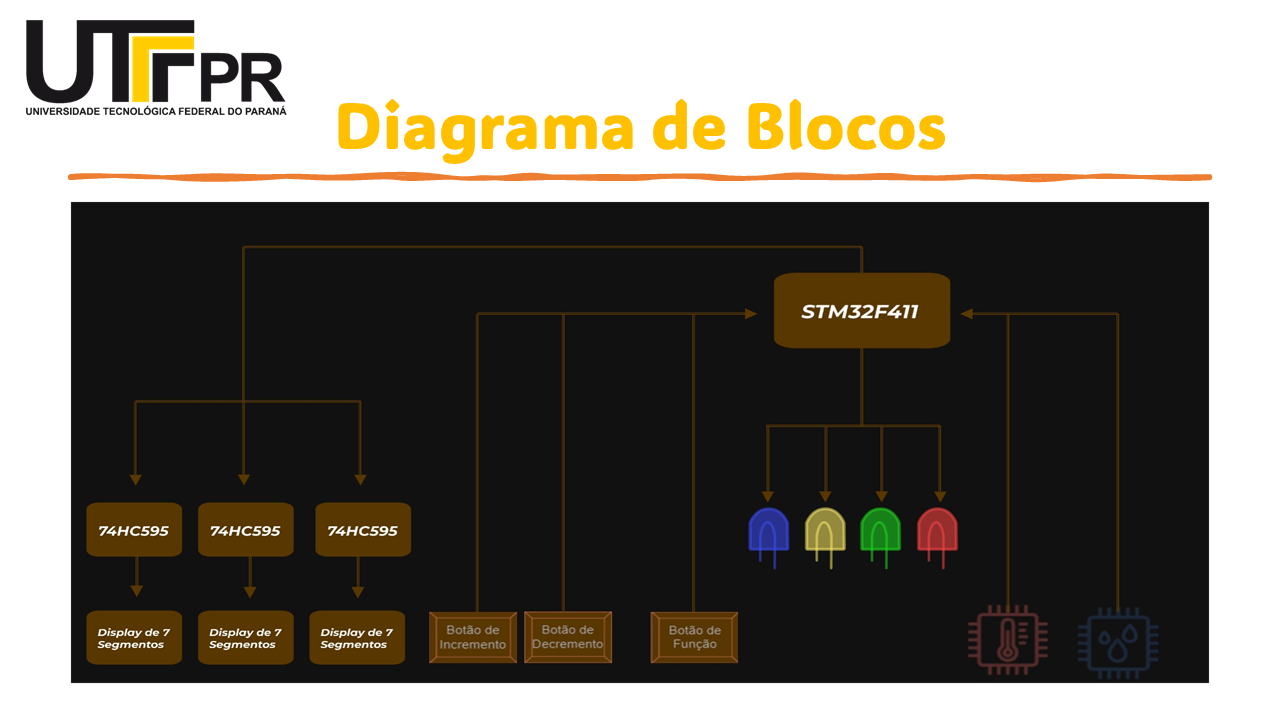 UTFPR
UNIVERSIDADE TECNOLÓGICA FEDERAL DO PARANÁ
Diagrama de Blocos
STM32F411
74HC595
74HC595
74HC595
Display de 7
Segmentos
Display de 7
Segmentos
Display de 7
Segmentos
Botão de
Incremento
Botão de
Decremento
Botão de
Função